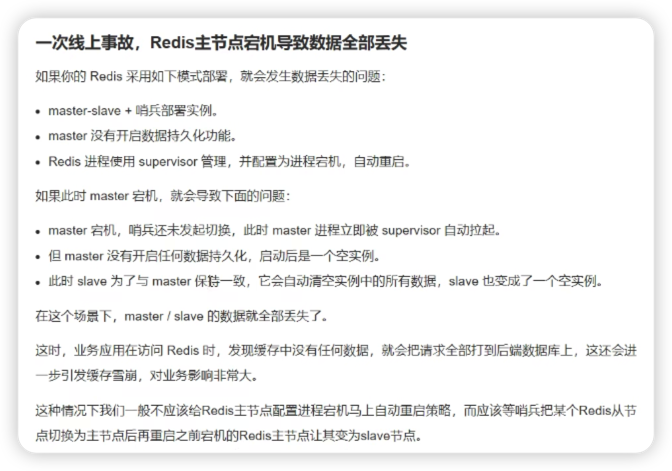 一次线上事故，Redis主节点宕机导致数据全部丢失
如果你的 Redis 采用如下模式部署，就会发生数据丢失的问题：
• master-slave + 哨兵部署实例。
• master 没有开启数据持久化功能。
• Redis 进程使用 supervisor 管理，并配置为进程宕机，自动重启。
如果此时 master 宕机，就会导致下面的问题：
• master 宕机，哨兵还未发起切换，此时 master 进程立即被 supervisor 自动拉起。
• 但 master 没有开启任何数据持久化，启动后是一个空实例。
• 此时 slave 为了与 master 保持一致，它会自动清空实例中的所有数据，slave 也变成了一个空实例。
在这个场景下，master / slave 的数据就全部丢失了。
这时，业务应用在访问 Redis 时，发现缓存中没有任何数据，就会把请求全部打到后端数据库上，这还会进
一步引发缓存雪崩，对业务影响非常大。
这种情况下我们一般不应该给Redis主节点配置进程宕机马上自动重启策略，而应该等哨兵把某个Redis从节
点切换为主节点后再重启之前宕机的Redis主节点让其变为slave节点。